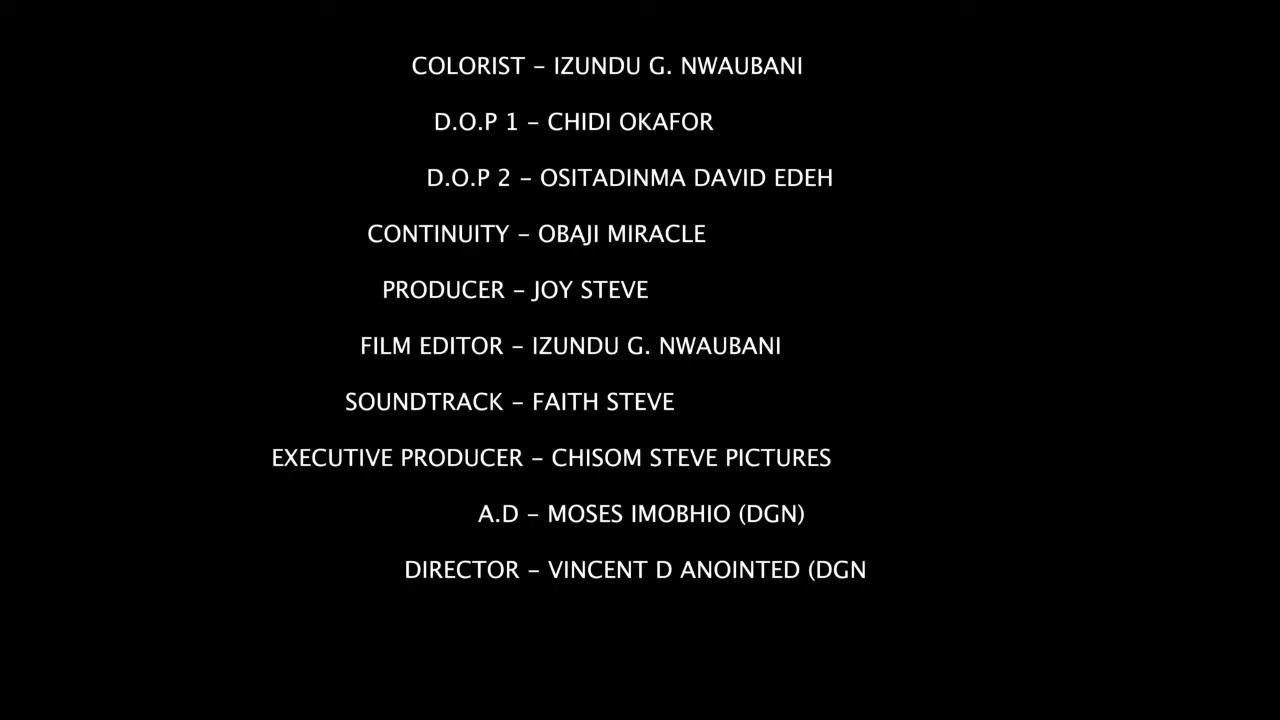 COLORIST – IZUNDU G. NWAUBANI
D.O.P 1 – CHIDI OKAFOR
D.O.P 2 – OSITADINMA DAVID EDEH
CONTINUITY – OBAJI MIRACLE
PRODUCER – JOY STEVE
FILM EDITOR – IZUNDU G. NWAUBANI
SOUNDTRACK – FAITH STEVE
EXECUTIVE PRODUCER – CHISOM STEVE PICTURES
A.D – MOSES IMOBHIO (DGN)
DIRECTOR – VINCENT D ANOINTED (DGN